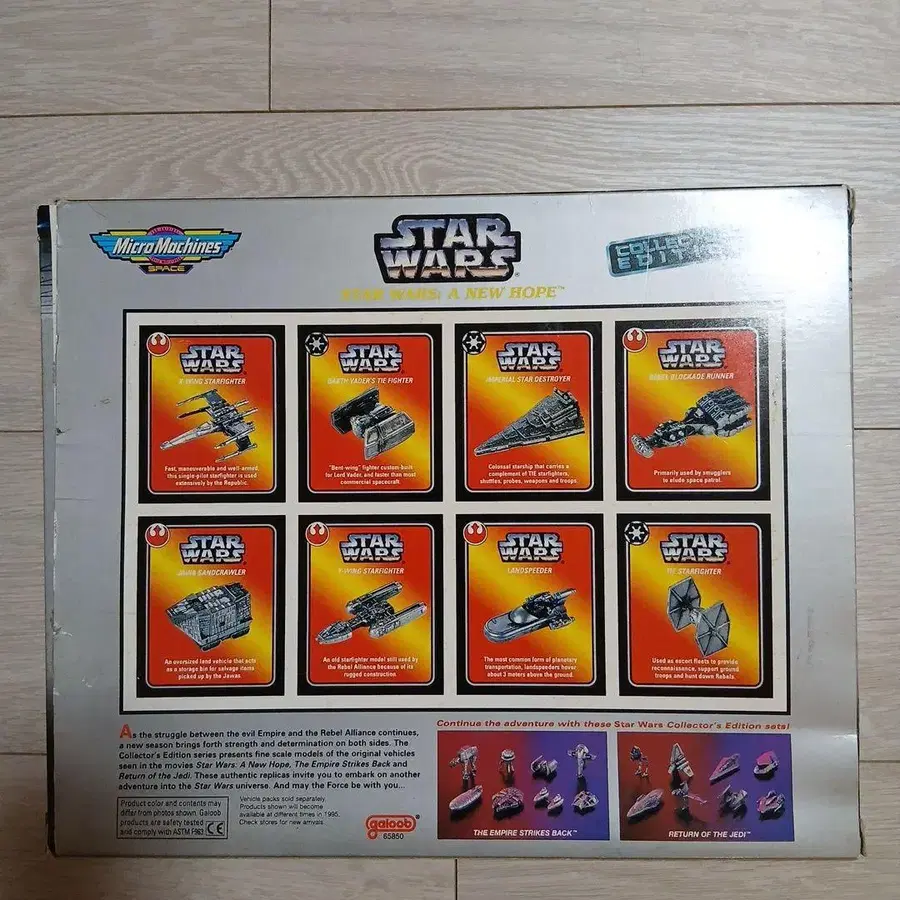 MicroMachines
SPACE
STAR
WARS
COLLECTOR'S
EDITION
STAR WARS: A NEW HOPE™
STAR
WARS
X-WING STARFIGHTER
Fast, maneuverable and well-armed,
this single-pilot starfighter is used
extensively by the Republic.
STAR
WARS
DARTH VADER'S TIE FIGHTER
"Bent-wing" fighter custom-built
for Lord Vader, and faster than most
commercial spacecraft.
STAR
WARS
IMPERIAL STAR DESTROYER
Colossal starship that carries a
complement of TIE starfighters,
shuttles, probes, weapons and troops.
STAR
WARS
REBEL BLOCKADE RUNNER
Primarily used by smugglers
to elude space patrol.
STAR
WARS
JAWA SANDCRAWLER
An oversized land vehicle that acts
as a storage bin for salvage items
picked up by the Jawas.
STAR
WARS
Y-WING STARFIGHTER
An old starfighter model still used by
the Rebel Alliance because of its
rugged construction.
STAR
WARS
LANDSPEEDER
The most common form of planetary
transportation, landspeeders hover
about 3 meters above the ground.
STAR
WARS
TIE STARFIGHTER
Used as escort fleets to provide
reconnaissance, support ground
troops and hunt dawn Rebels.
As the struggle between the evil Empire and the Rebel Alliance continues,
a new season brings forth strength and determination on both sides. The
Collector's Edition series presents fine scale models of the original vehicles
seen in the movies Star Wars: A New Hope, The Empire Strikes Back and
Return of the Jedi. These authentic replicas invite you to embark on another
adventure into the Star Wars universe. And may the Force be with you...
Product color and contents may
differ from photos shown. Galoob
products are safety tested
and comply with ASTM F963
CE
Vehicle packs sold separately.
Products shown will become
available at different times in 1995.
Check stores for new arrivals.
galoob®
65850
Continue the adventure with these Star Wars Collector's Edition sets!
THE EMPIRE STRIKES BACK™
RETURN OF THE JEDI™